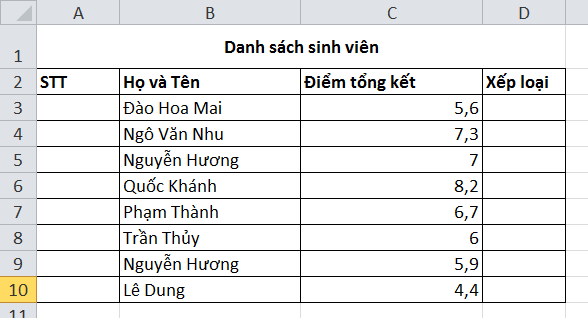 A B C D
1 Danh sách sinh viên
2 STT Họ và Tên Điểm tổng kết Xếp loại
3 Đào Hoa Mai 5,6
4 Ngô Văn Nhu 7,3
5 Nguyễn Hương 7
6 Quốc Khánh 8,2
7 Phạm Thành 6,7
8 Trần Thủy 6
9 Nguyễn Hương 5,9
10 Lê Dung 4,4
11